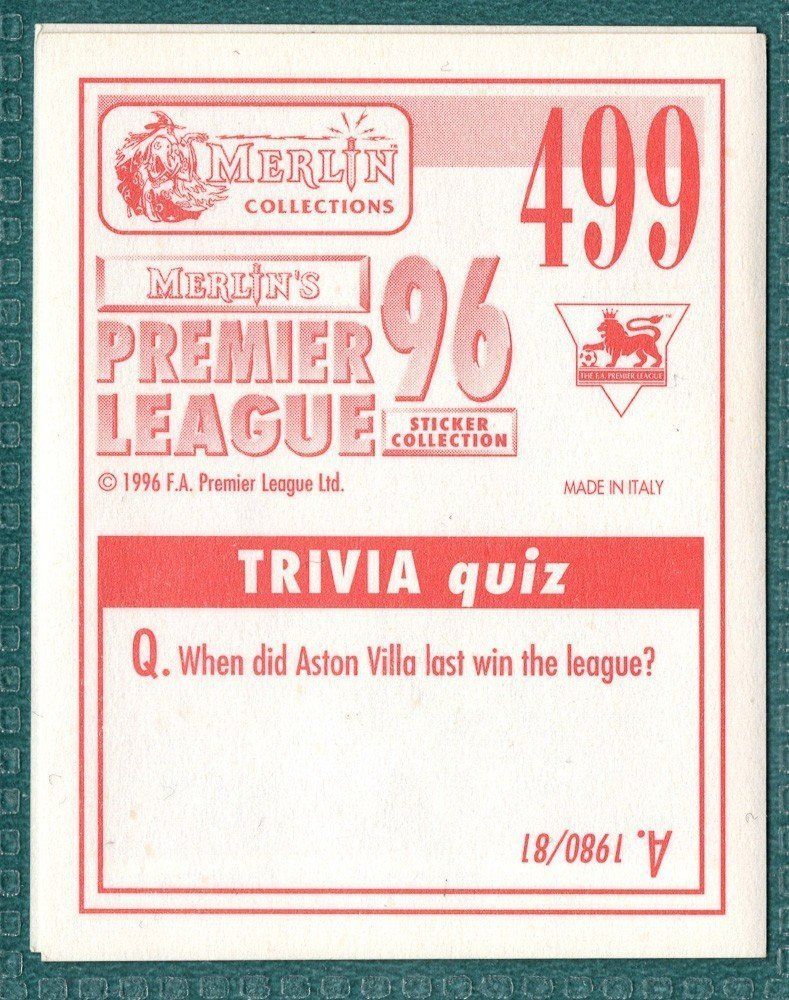 MERLIN
COLLECTIONS
499
MERLIN'S
PREMIER
LEAGUE
96
STICKER
COLLECTION
THE F.A. PREMIER LEAGUE
™
© 1996 F.A. Premier League Ltd.
MADE IN ITALY
TRIVIA quiz
Q. When did Aston Villa last win the league?
A. 1980/81